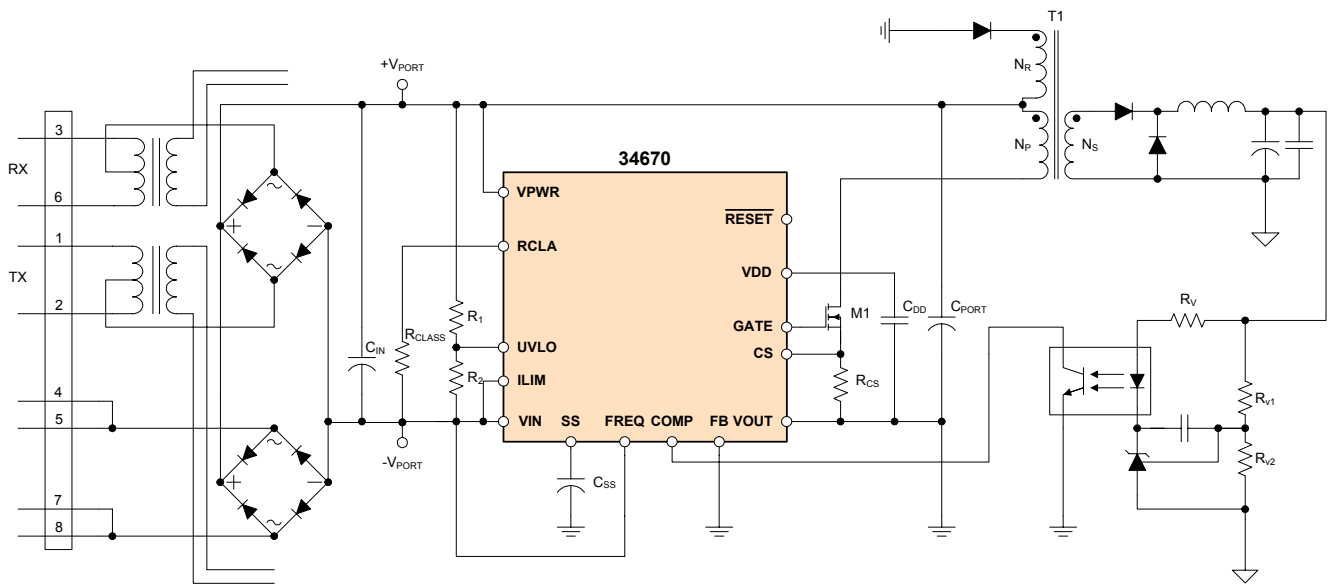 T1
+VPORT
NR
3
NP
NS
34670
RX
VPWR
RESET
6
RCLA
1
TX
VDD
2
R1
CDD
CPORT
RV
M1
RCLASS
GATE
CIN
UVLO
CS
R2
ILIM
RCS
Rv1
4
5
VIN
SS
FREQ
COMP
FB
VOUT
-VPORT
Rv2
CSS
7
8